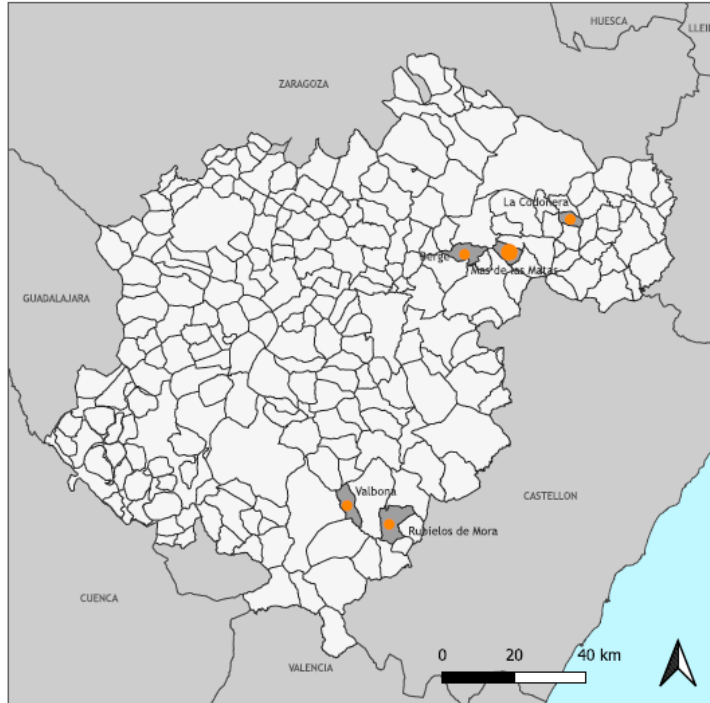 HUESCA
LLEI
ZARAGOZA
La Codoñera
Berge
Mas de las Matas
GUADALAJARA
Valbona
CASTELLON
Rubielos de Mora
CUENCA
VALENCIA
0 20 40 km